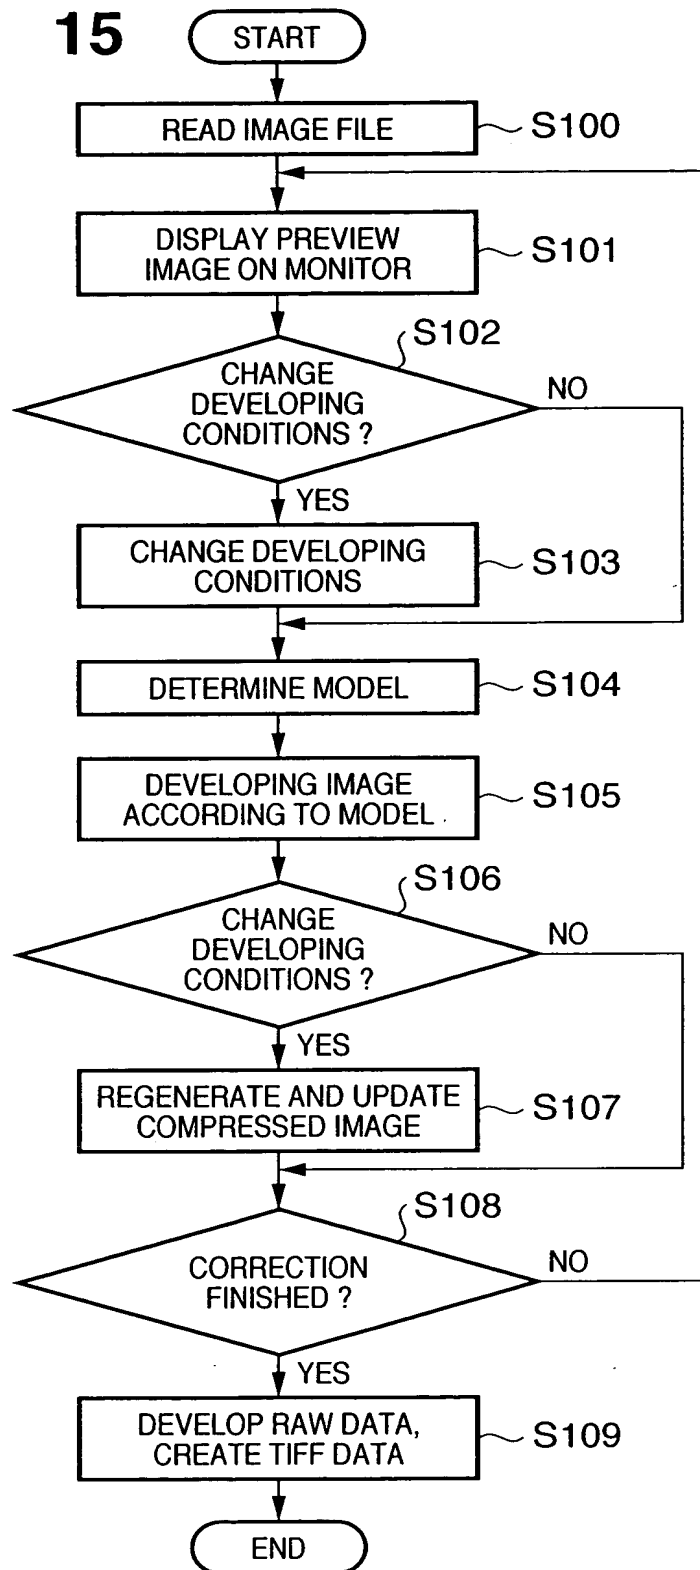 15
START
READ IMAGE FILE
S100
DISPLAY PREVIEW
IMAGE ON MONITOR
S101
S102
CHANGE
DEVELOPING
CONDITIONS ?
NO
YES
CHANGE DEVELOPING
CONDITIONS
S103
DETERMINE MODEL
S104
DEVELOPING IMAGE
ACCORDING TO MODEL
S105
S106
CHANGE
DEVELOPING
CONDITIONS ?
NO
YES
REGENERATE AND UPDATE
COMPRESSED IMAGE
S107
S108
CORRECTION
FINISHED ?
NO
YES
DEVELOP RAW DATA,
CREATE TIFF DATA
S109
END